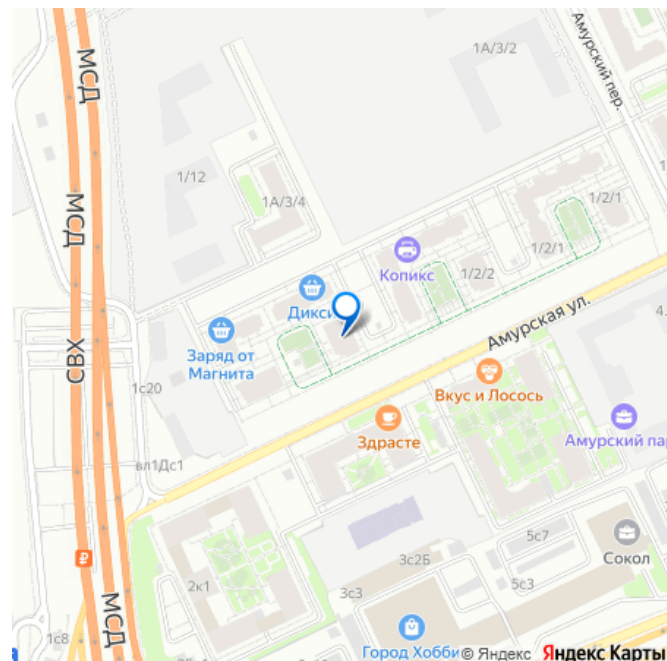 МСД
МСД
1А/3/2
Амурский пер.
1/12
1А/3/4
МСД
МСД
1/2/1
1/2/1
Копикс
1/2/2
Дикси
Заряд от
Магнита
СВХ
Амурская ул.
4.
1с20
Вкус и Лосось
Здрасте
Амурский пар
вл1Дс1
5с7
Сокол
3с2Б
2к1
3с3
5с3
₽
МСД
1с8
Город Хобби
© Яндекс Яндекс Карты